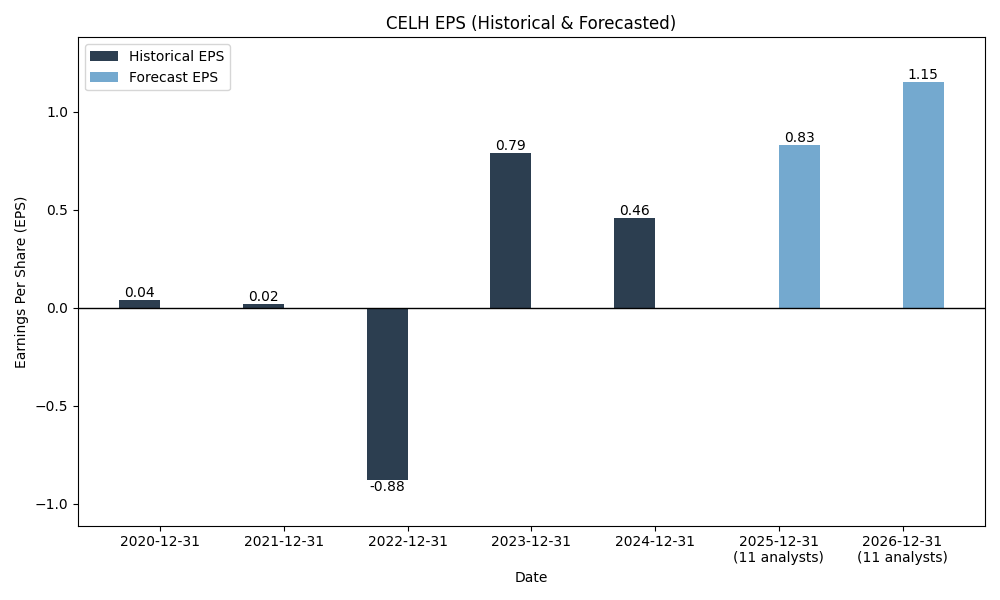 CELH EPS (Historical & Forecasted)
Historical EPS
Forecast EPS
Earnings Per Share (EPS)
1.0
0.5
0.0
−0.5
−1.0
0.04
0.02
-0.88
0.79
0.46
0.83
1.15
2020-12-31
2021-12-31
2022-12-31
2023-12-31
2024-12-31
2025-12-31
(11 analysts)
2026-12-31
(11 analysts)
Date